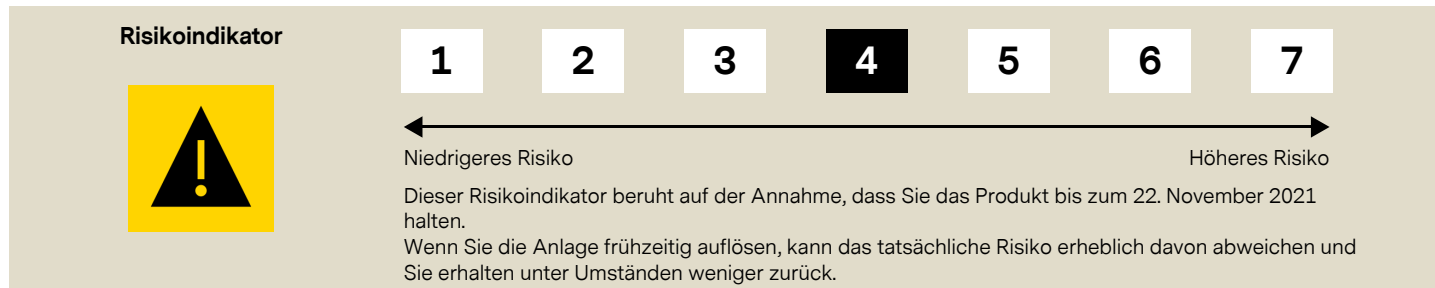 Risikoindikator
1 2 3 4 5 6 7
Niedrigeres Risiko Höheres Risiko
Dieser Risikoindikator beruht auf der Annahme, dass Sie das Produkt bis zum 22. November 2021
halten.
Wenn Sie die Anlage frühzeitig auflösen, kann das tatsächliche Risiko erheblich davon abweichen und
Sie erhalten unter Umständen weniger zurück.